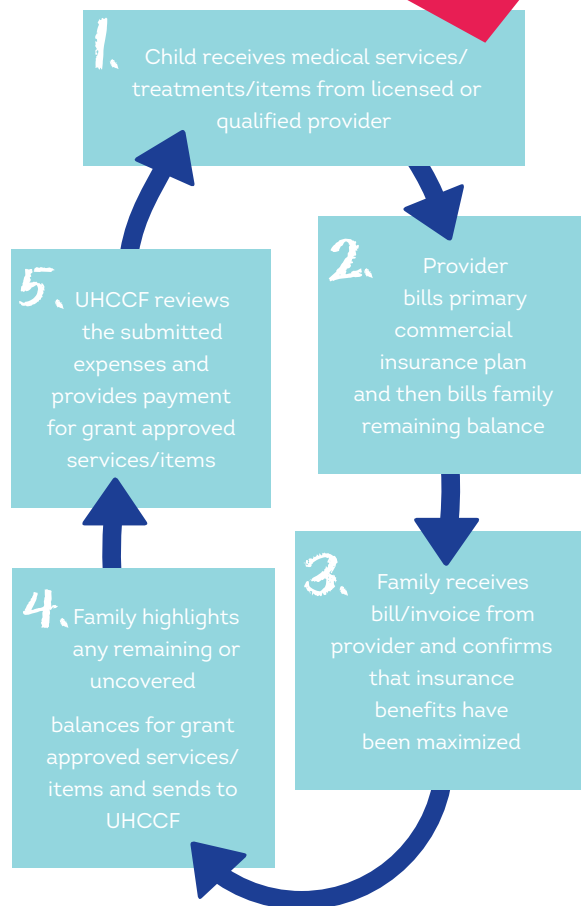 1.
Child receives medical services/
treatments/items from licensed or
qualified provider
2.
Provider
bills primary
commercial
insurance plan
and then bills family
remaining balance
3.
Family receives
bill/invoice from
provider and confirms
that insurance
benefits have
been maximized
4.
Family highlights
any remaining or
uncovered
balances for grant
approved services/
items and sends to
UHCCF
5.
UHCCF reviews
the submitted
expenses and
provides payment
for grant approved
services/items